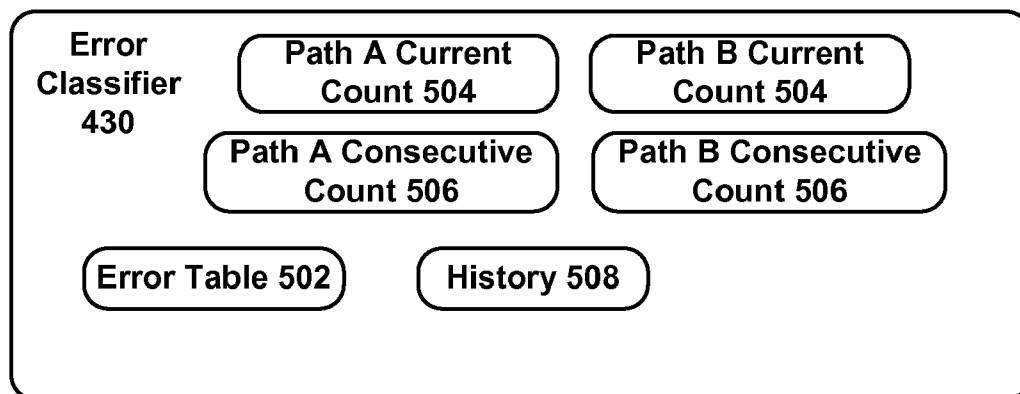 Error
Classifier
430
Path A Current
Count 504
Path B Current
Count 504
Path A Consecutive
Count 506
Path B Consecutive
Count 506
Error Table 502
History 508